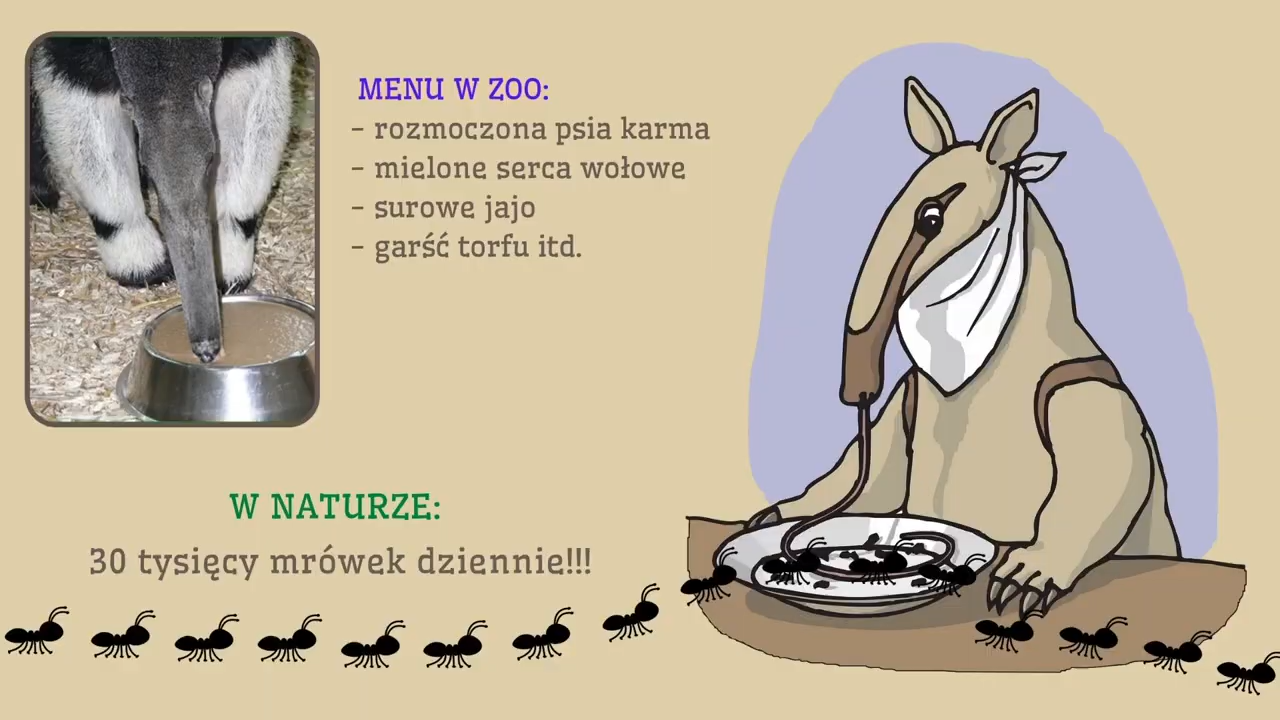 MENU W ZOO:
- rozmoczona psia karma
- mielone serca wołowe
- surowe jajo
- garść torfu itd.
W NATURZE:
30 tysięcy mrówek dziennie!!!